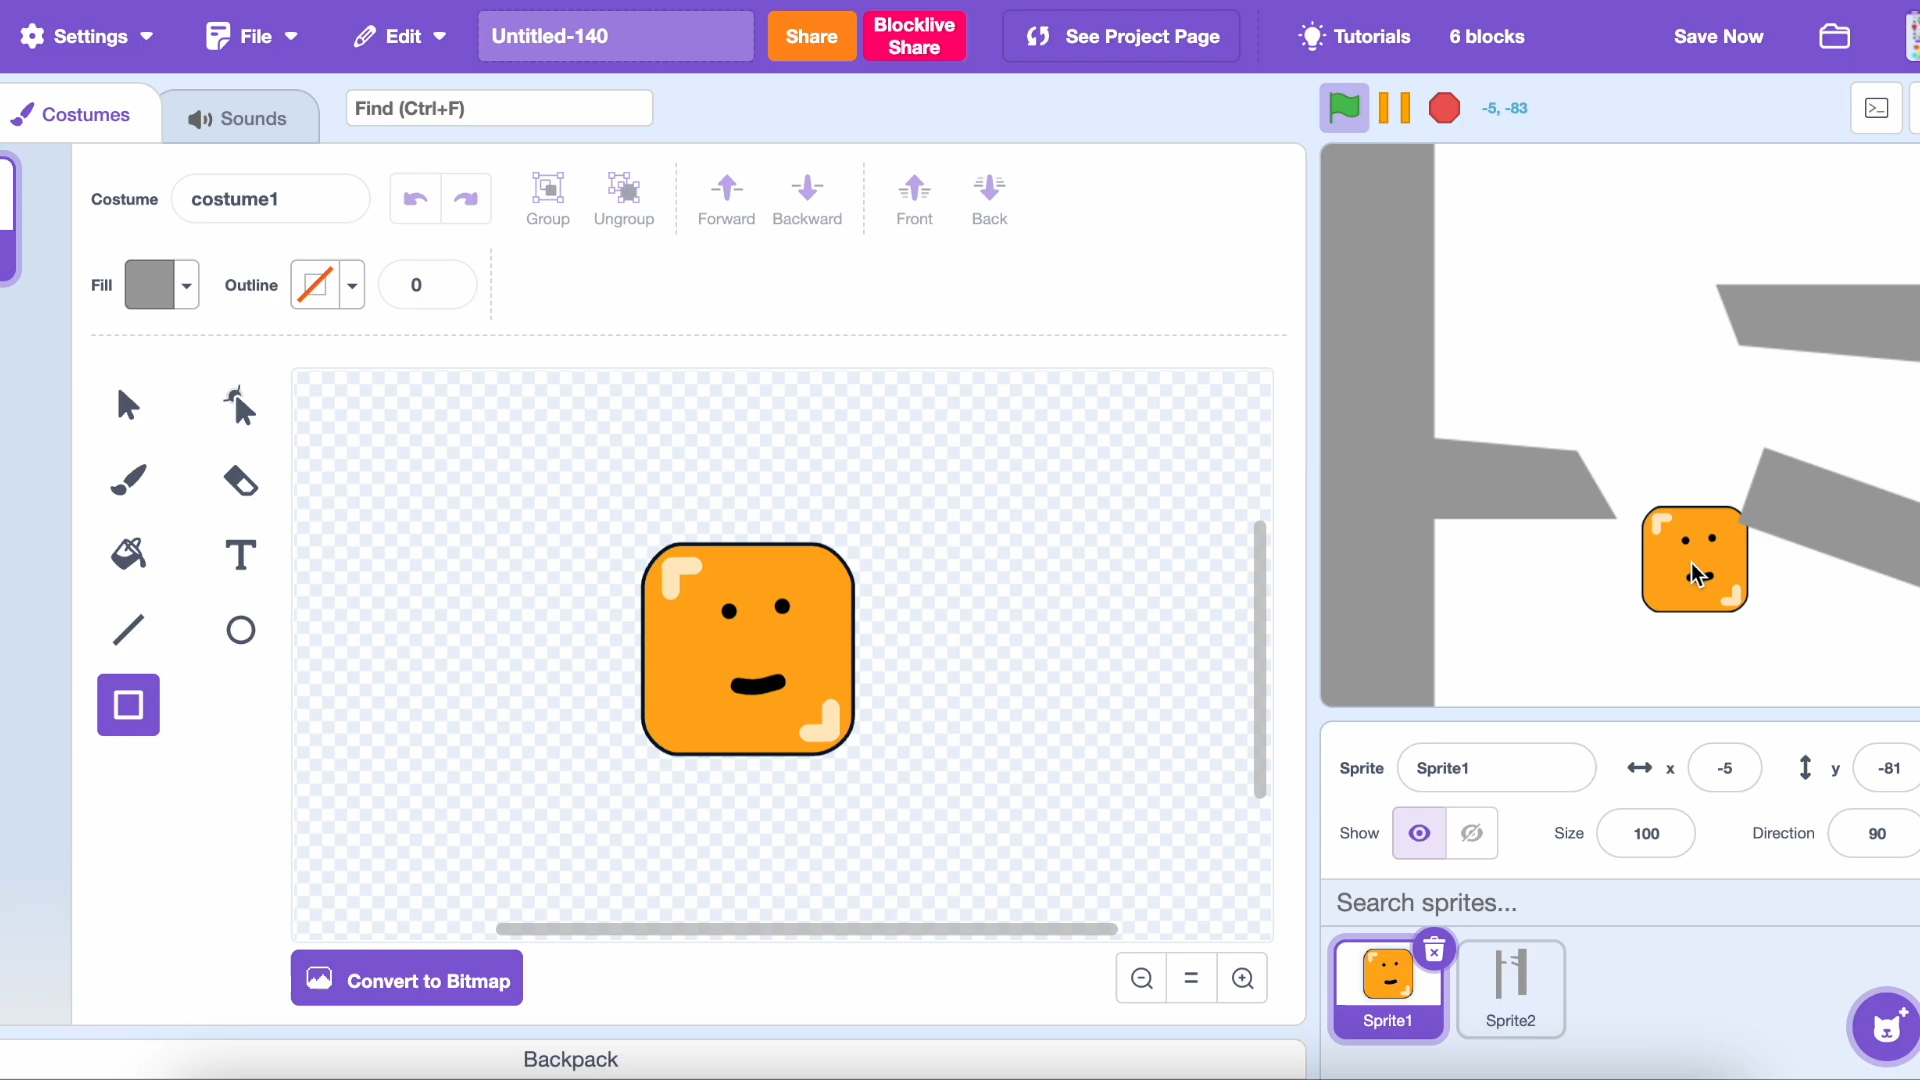 Settings File Edit Untitled-140 Share Blocklive Share See Project Page Tutorials 6 blocks Save Now
Costumes Sounds Find (Ctrl+F) -5, -83
Costume costume1 Group Ungroup Forward Backward Front Back
Fill Outline 0
Sprite Sprite1 x -5 y -81
Show Size 100 Direction 90
Search sprites...
Convert to Bitmap
Sprite1 Sprite2
Backpack